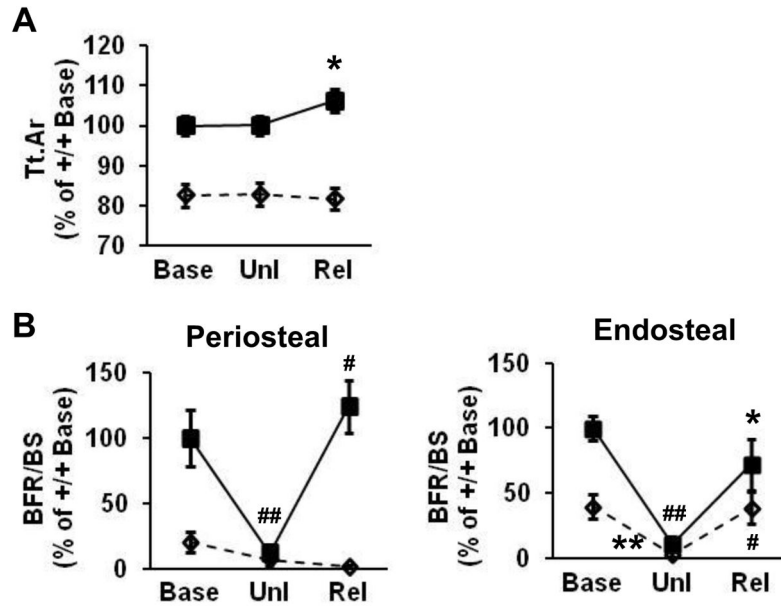 A
Tt.Ar
(% of +/+ Base)
120
110
100
90
80
70
*
Base Unl Rel
B
Periosteal
BFR/BS
(% of +/+ Base)
150
100
50
0
##
#
Base Unl Rel
Endosteal
BFR/BS
(% of +/+ Base)
150
100
50
0
**
##
*
#
Base Unl Rel